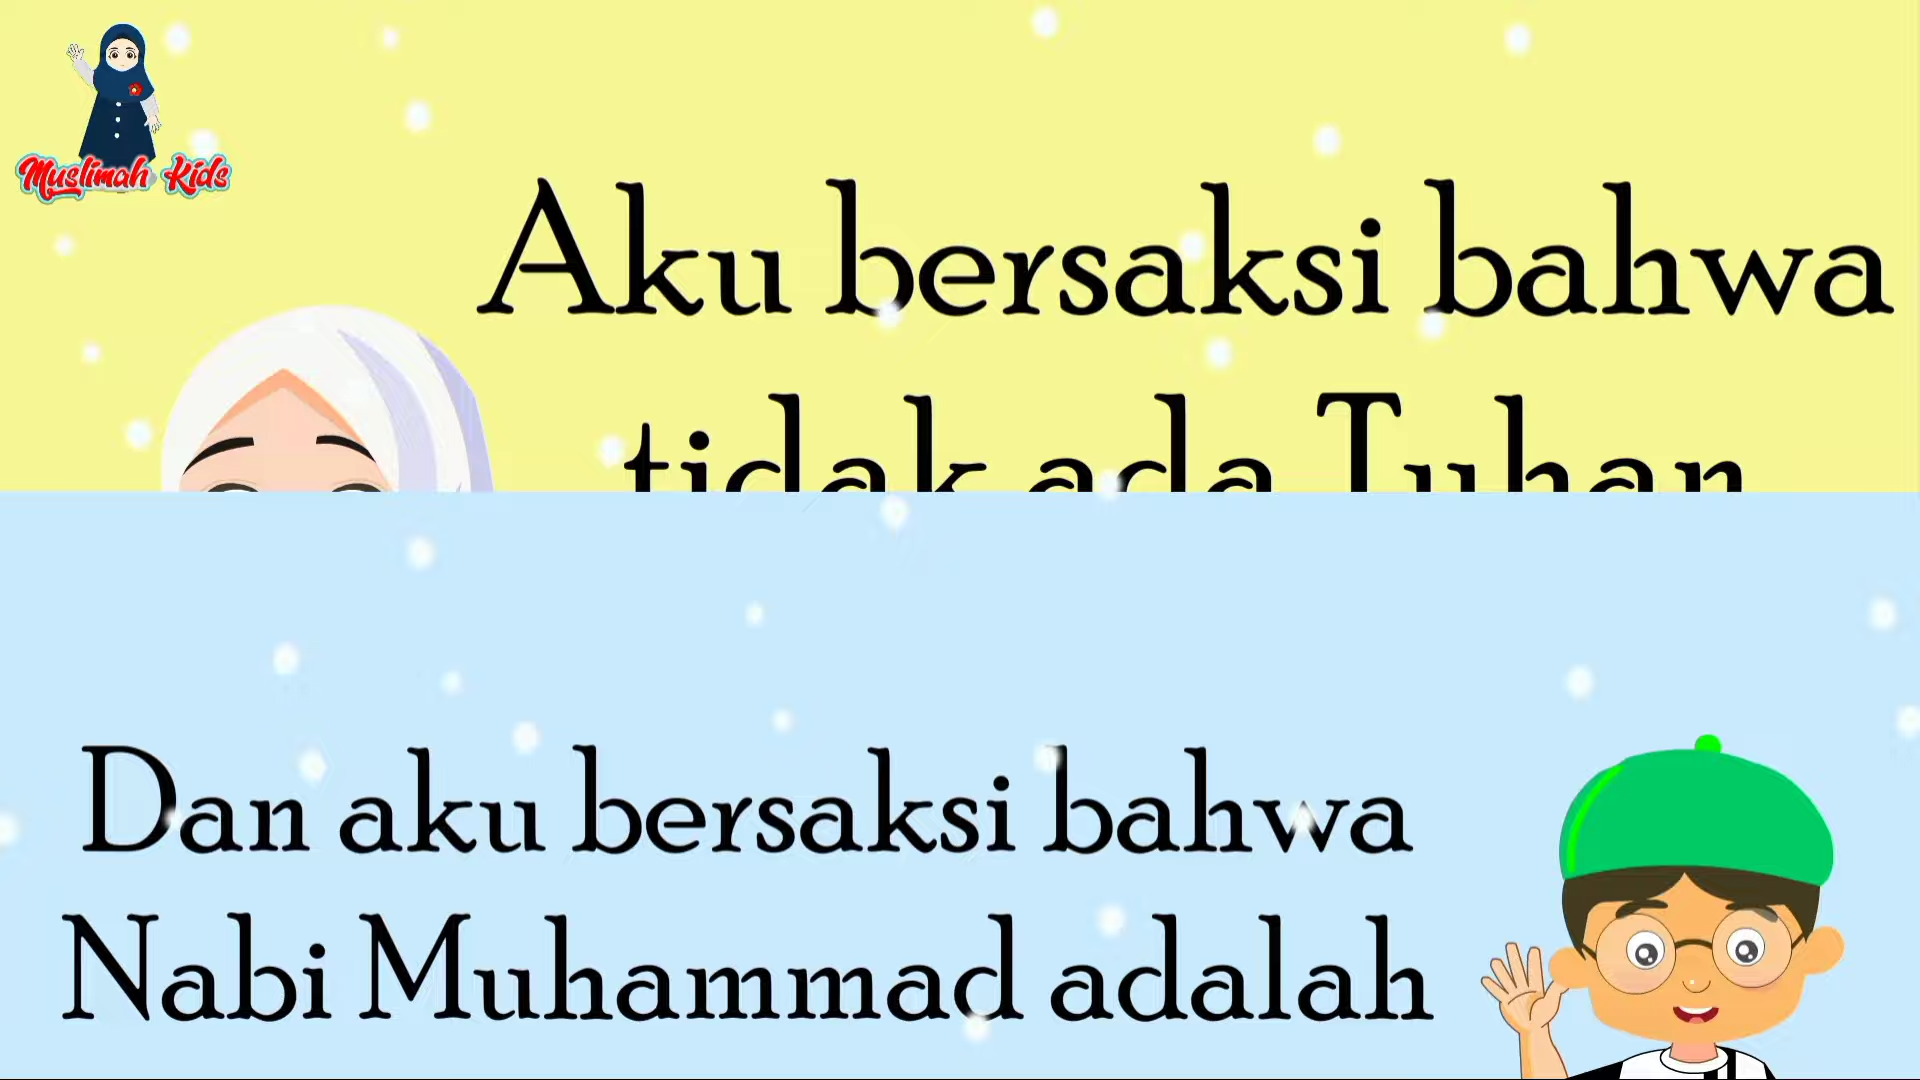 Muslimah Kids
Aku bersaksi bahwa
tidak ada Tuhan
Dan aku bersaksi bahwa
Nabi Muhammad adalah